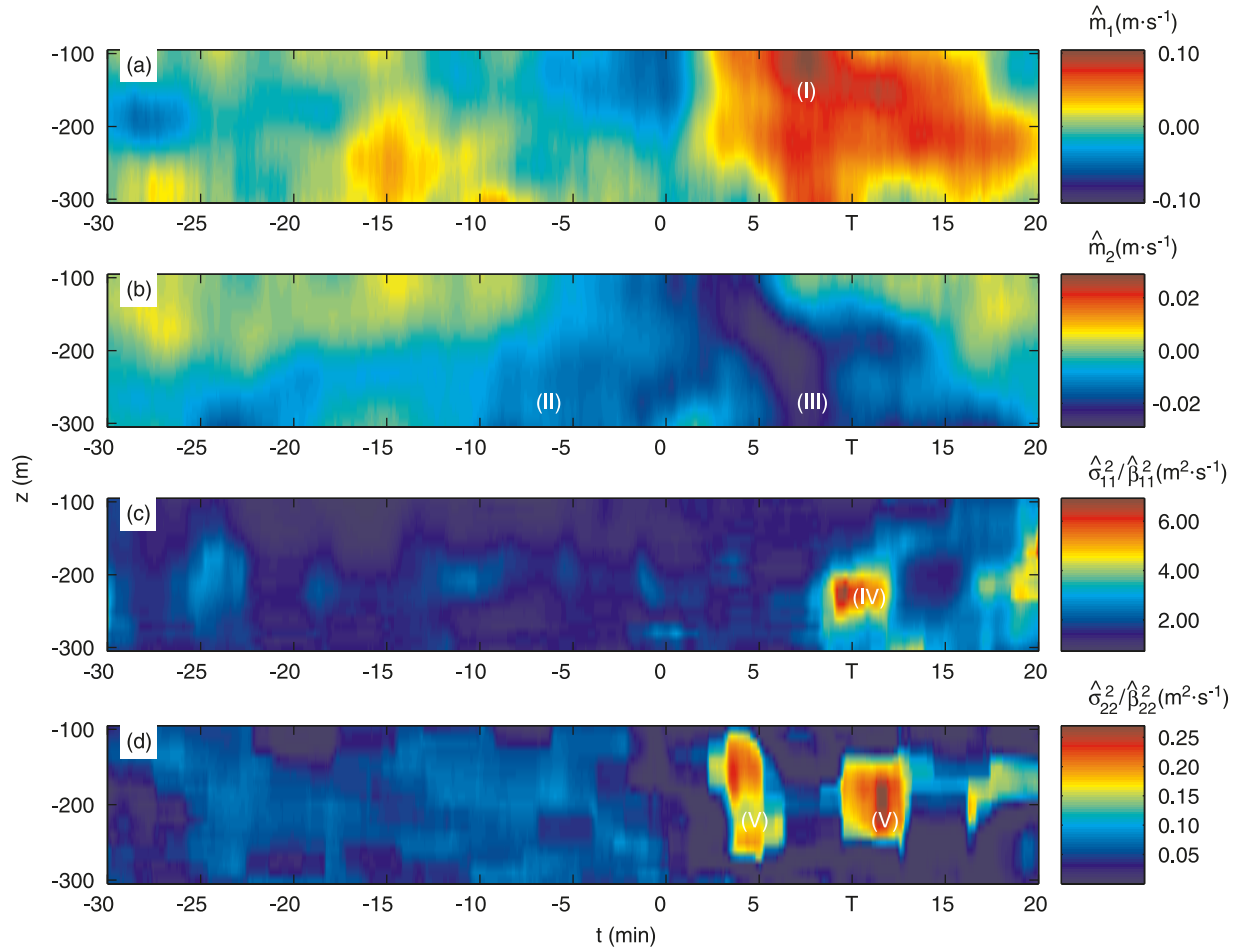 m̂₁(m·s⁻¹)
(a)
(I)
-100
-200
-300
0.10
0.00
-0.10
-30 -25 -20 -15 -10 -5 0 5 T 15 20
m̂₂(m·s⁻¹)
(b)
(II)
(III)
-100
-200
-300
0.02
0.00
-0.02
-30 -25 -20 -15 -10 -5 0 5 T 15 20
z (m)
σ̂²₁₁/β̂²₁₁(m²·s⁻¹)
(c)
(IV)
-100
-200
-300
6.00
4.00
2.00
-30 -25 -20 -15 -10 -5 0 5 T 15 20
σ̂²₂₂/β̂²₂₂(m²·s⁻¹)
(d)
(V)
(V)
-100
-200
-300
0.25
0.20
0.15
0.10
0.05
-30 -25 -20 -15 -10 -5 0 5 T 15 20
t (min)